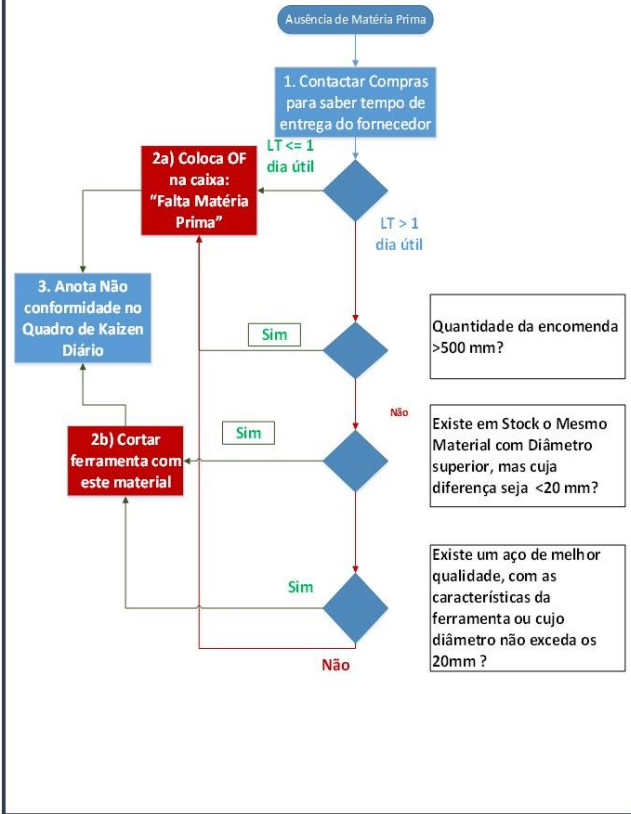 Ausência de Matéria Prima
1. Contactar Compras
para saber tempo de
entrega do fornecedor
LT <= 1
dia útil
2a) Coloca OF
na caixa:
“Falta Matéria
Prima”
LT > 1
dia útil
3. Anota Não
conformidade no
Quadro de Kaizen
Diário
Sim
Quantidade da encomenda
>500 mm?
Não
Sim
Existe em Stock o Mesmo
Material com Diâmetro
superior, mas cuja
diferença seja <20 mm?
2b) Cortar
ferramenta com
este material
Sim
Existe um aço de melhor
qualidade, com as
características da
ferramenta ou cujo
diâmetro não exceda os
20mm ?
Não